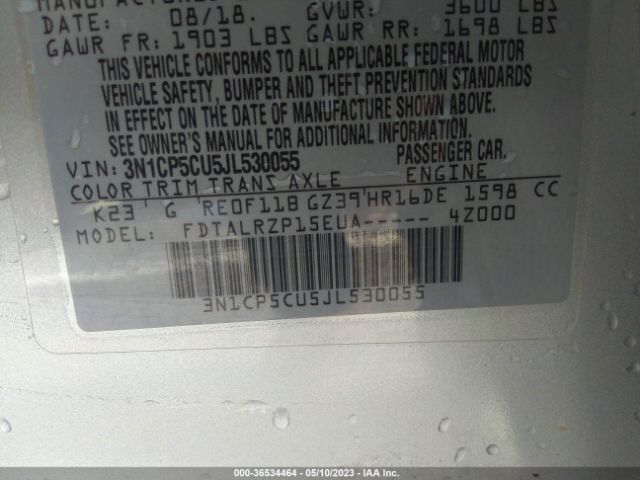 MANUFACTURED
DATE: 08/18. GVWR: 3600 LBS
GAWR FR: 1903 LBS GAWR RR: 1698 LBS
THIS VEHICLE CONFORMS TO ALL APPLICABLE FEDERAL MOTOR
VEHICLE SAFETY, BUMPER AND THEFT PREVENTION STANDARDS
IN EFFECT ON THE DATE OF MANUFACTURE SHOWN ABOVE.
SEE OWNER'S MANUAL FOR ADDITIONAL INFORMATION.
VIN: 3N1CP5CU5JL530055 PASSENGER CAR.
COLOR TRIM TRANS AXLE ENGINE
K23 ' G ' RE0F11B GZ39'HR16DE 1598 CC
MODEL: FDTALRZP15EUA----- 4Z000
3N1CP5CU5JL530055
000-36534464 - 05/10/2023 - IAA Inc.